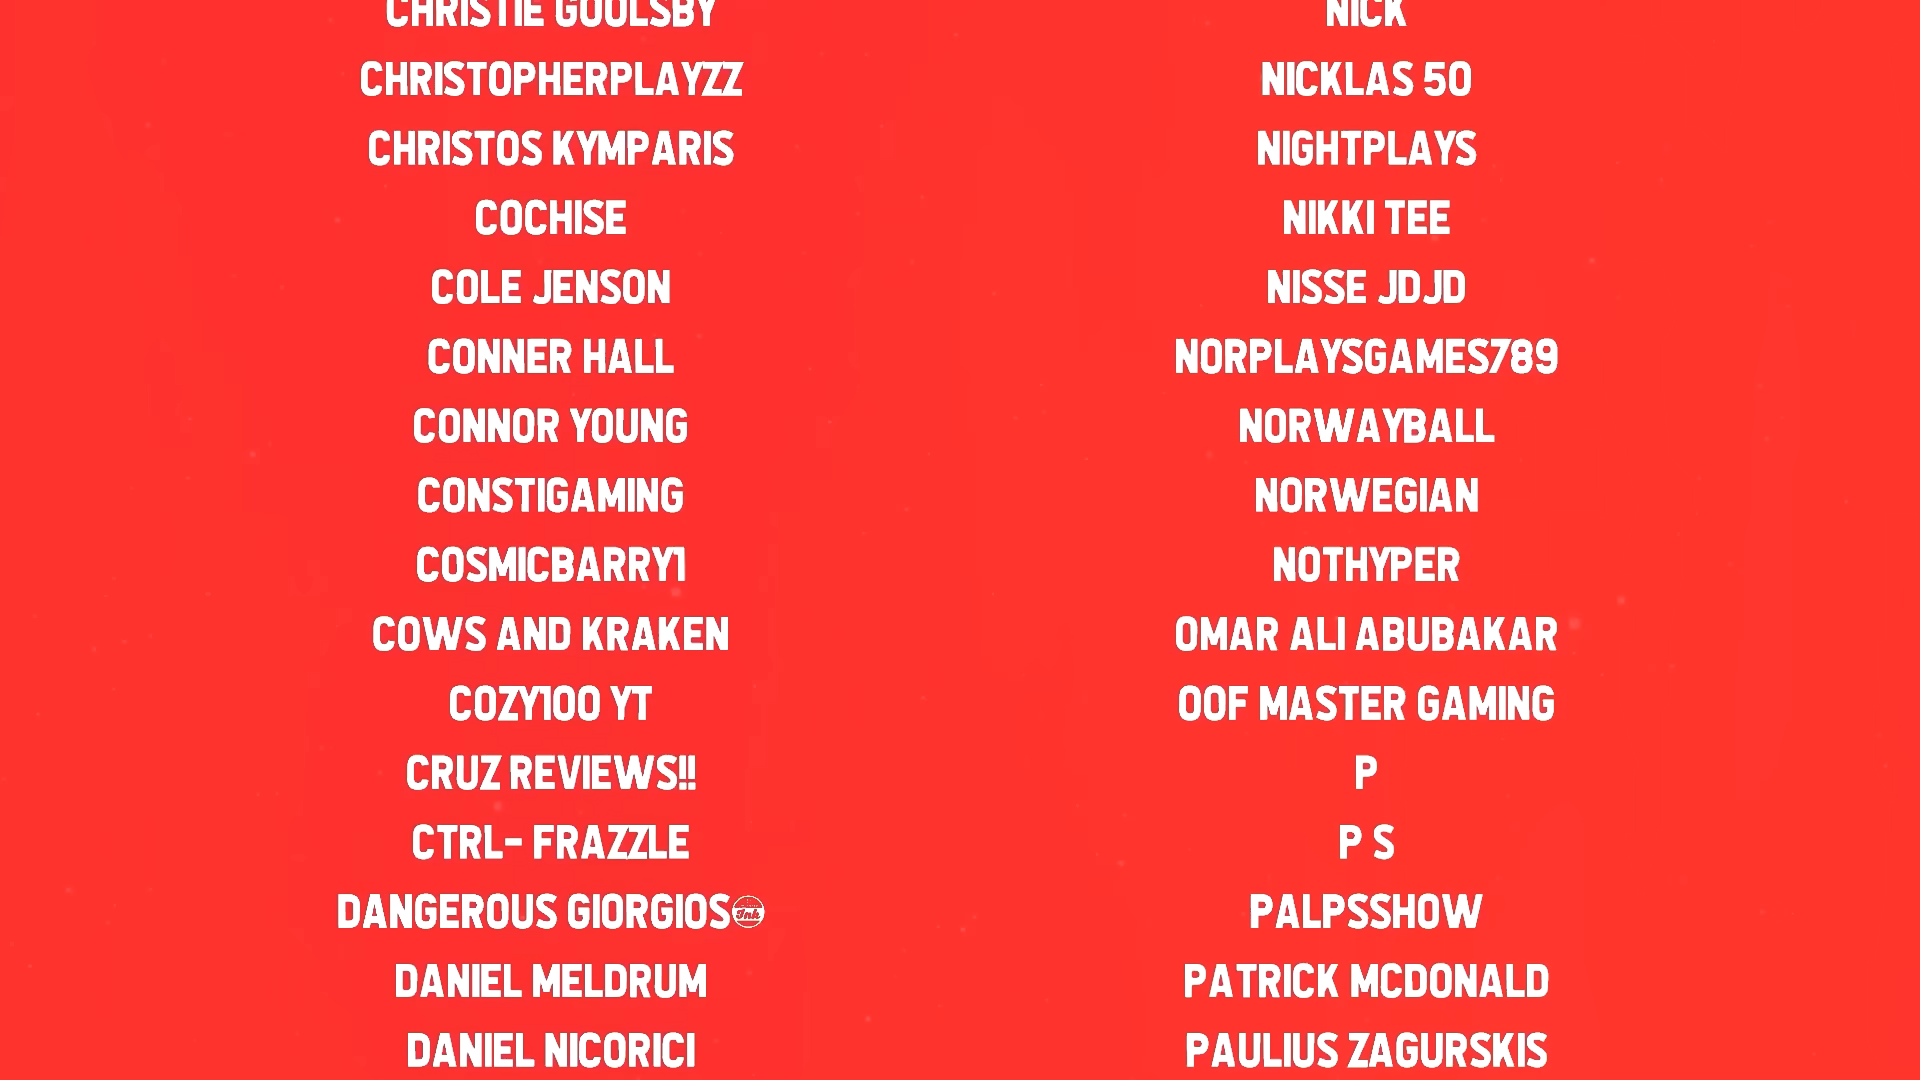 CHRISTIE GOOLSBY
CHRISTOPHERPLAYZZ
CHRISTOS KYMPARIS
COCHISE
COLE JENSON
CONNER HALL
CONNOR YOUNG
CONSTIGAMING
COSMICBARRY1
COWS AND KRAKEN
COZY100 YT
CRUZ REVIEWS!!
CTRL- FRAZZLE
DANGEROUS GIORGIOS Ink
DANIEL MELDRUM
DANIEL NICORICI
NICK
NICKLAS 50
NIGHTPLAYS
NIKKI TEE
NISSE JDJD
NORPLAYSGAMES789
NORWAYBALL
NORWEGIAN
NOTHYPER
OMAR ALI ABUBAKAR
OOF MASTER GAMING
P
P S
PALPSSHOW
PATRICK MCDONALD
PAULIUS ZAGURSKIS